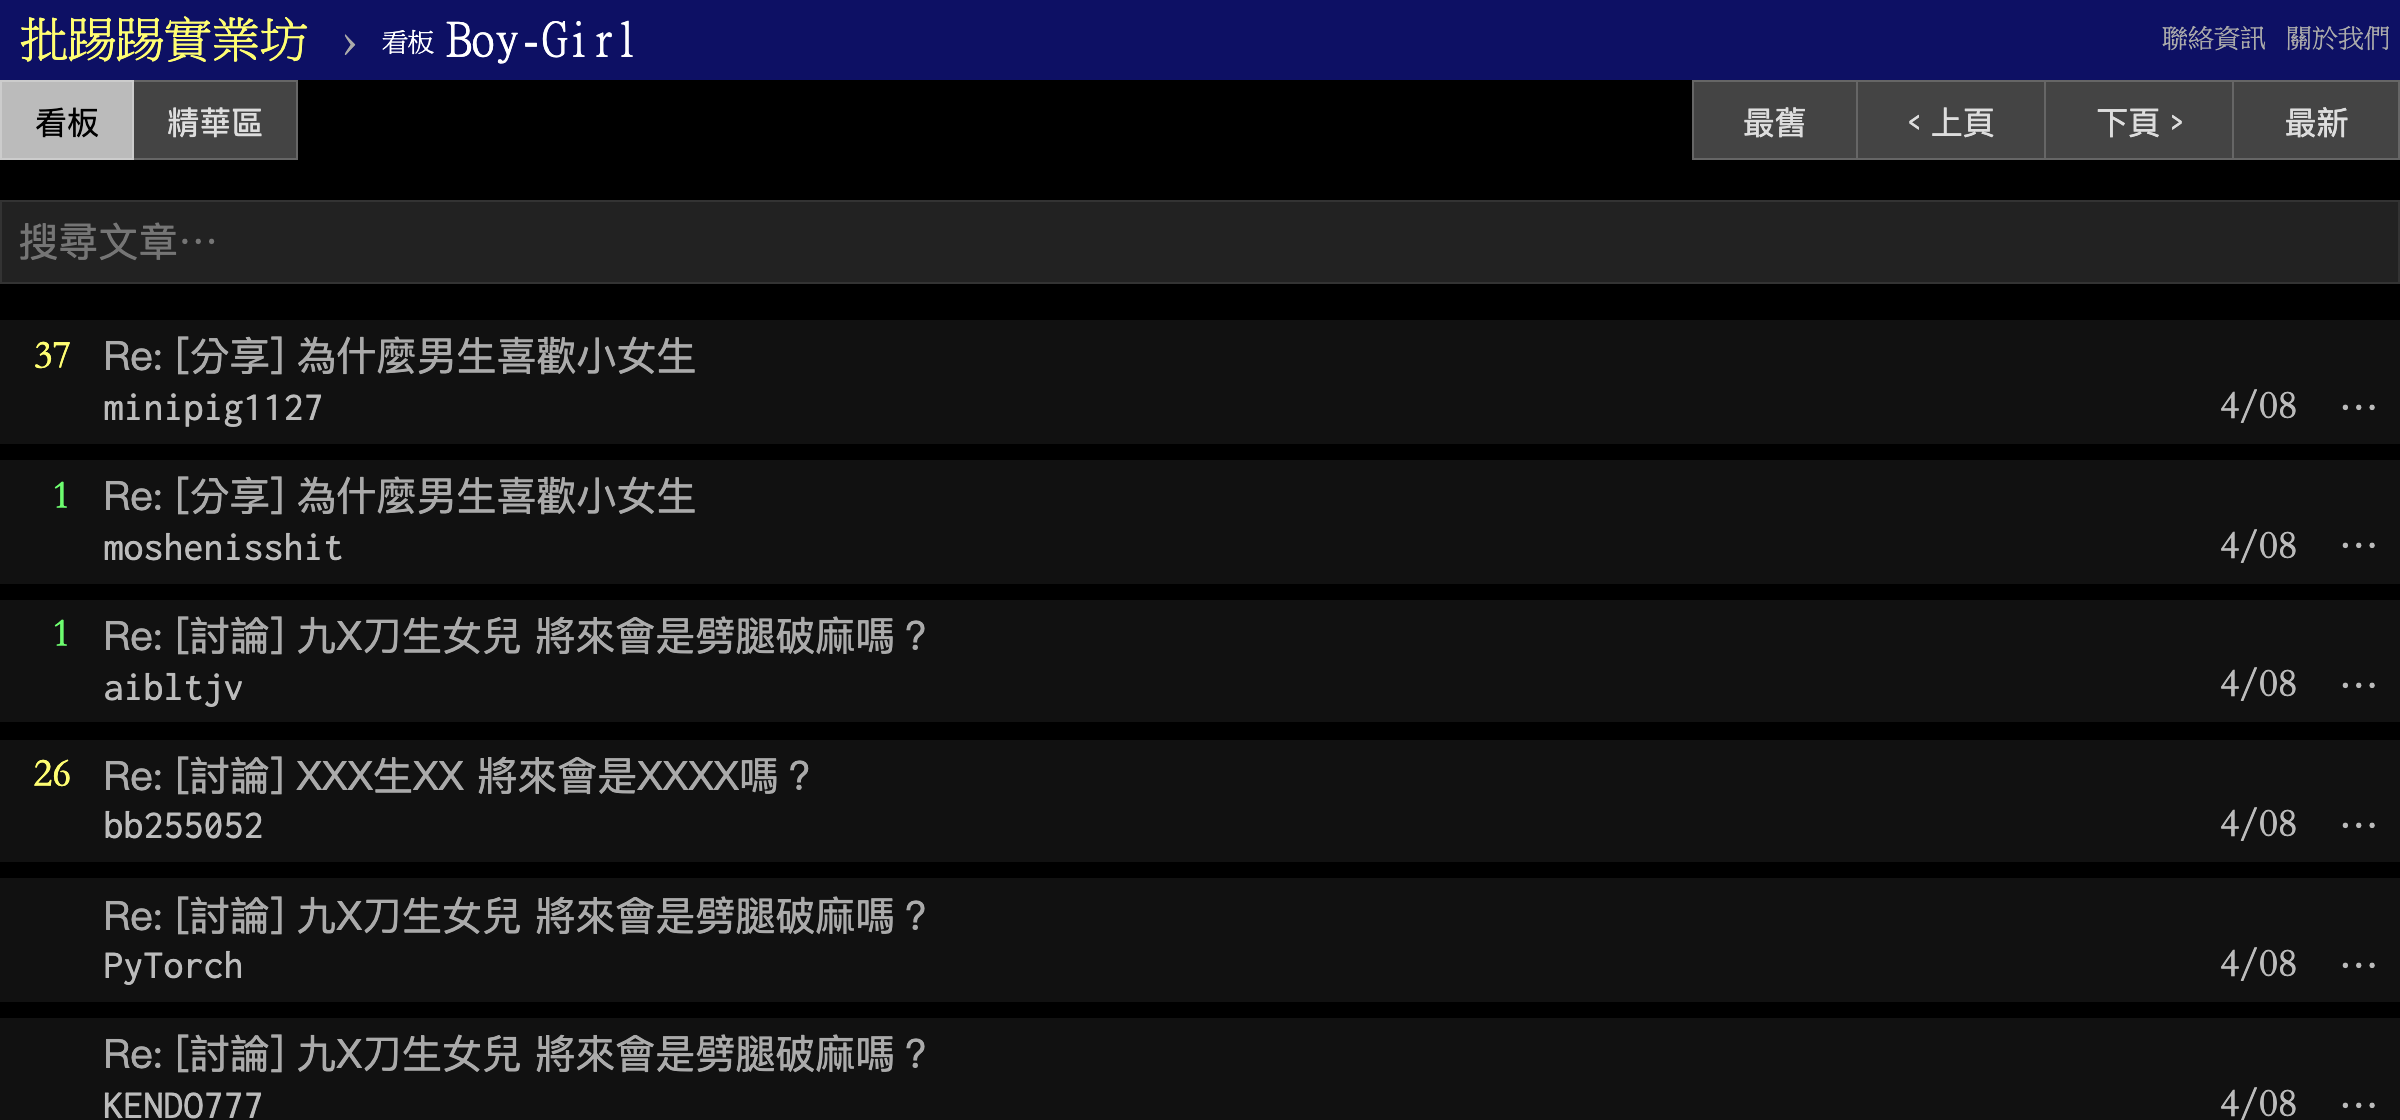 批踢踢實業坊 › 看板 Boy-Girl 聯絡資訊 關於我們
看板 精華區 最舊 ‹ 上頁 下頁 › 最新
搜尋文章…
37 Re: [分享] 為什麼男生喜歡小女生
minipig1127 4/08 ⋯
1 Re: [分享] 為什麼男生喜歡小女生
moshenisshit 4/08 ⋯
1 Re: [討論] 九X刀生女兒 將來會是劈腿破麻嗎？
aibltjv 4/08 ⋯
26 Re: [討論] XXX生XX 將來會是XXXX嗎？
bb255052 4/08 ⋯
Re: [討論] 九X刀生女兒 將來會是劈腿破麻嗎？
PyTorch 4/08 ⋯
Re: [討論] 九X刀生女兒 將來會是劈腿破麻嗎？
KENDO777 4/08 ⋯